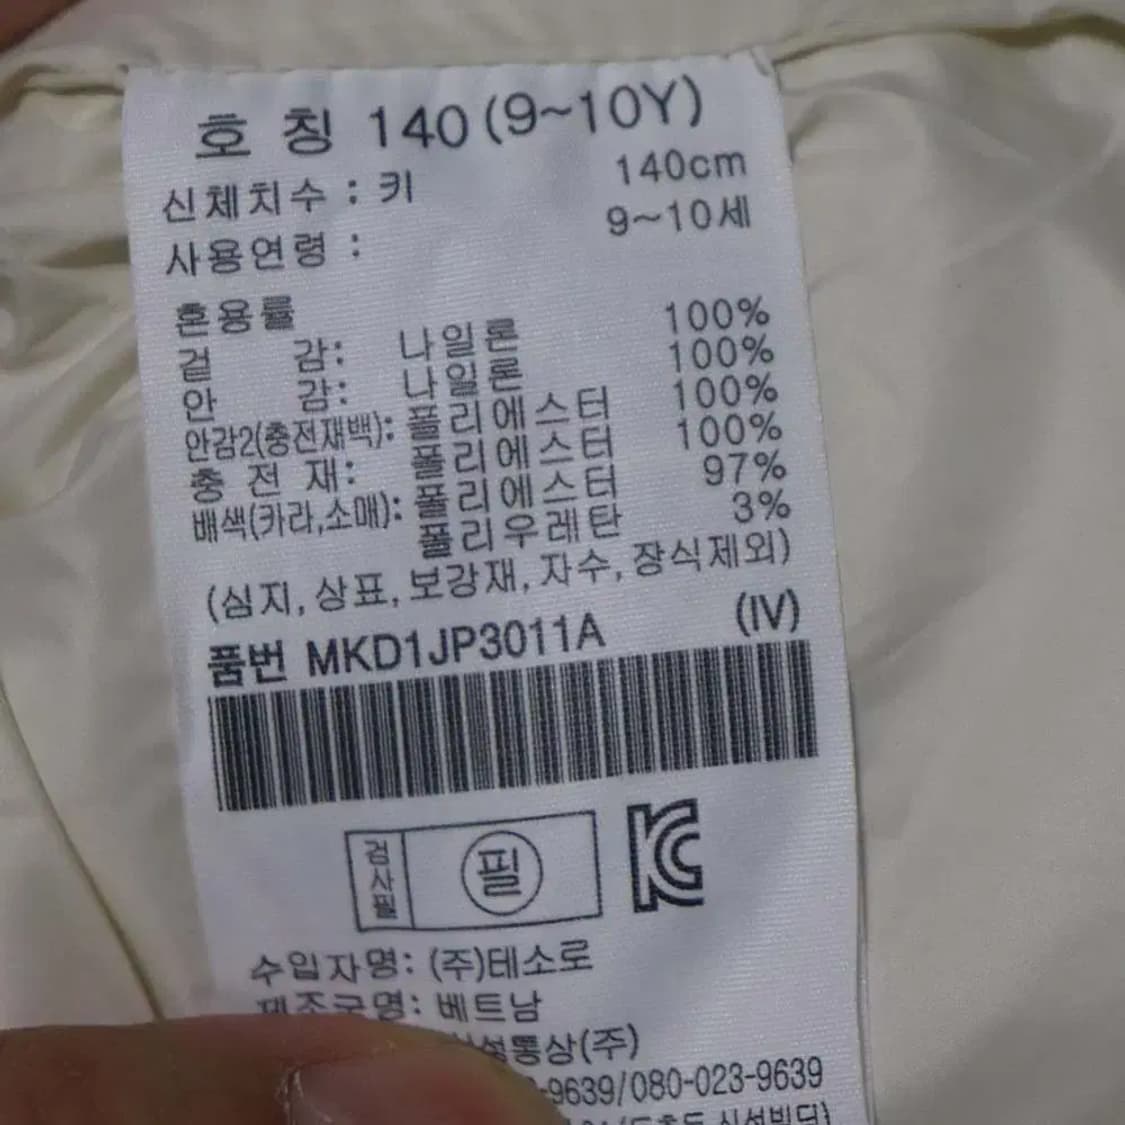 호 칭 140 (9~10Y)
신체치수 : 키 140cm
사용연령 : 9~10세
혼용률
겉 감: 나일론 100%
안 감: 나일론 100%
안감2(충전재백): 폴리에스터 100%
충 전 재: 폴리에스터 100%
배색(카라,소매): 폴리에스터 97%
폴리우레탄 3%
(심지, 상표, 보강재, 자수, 장식제외)
품번 MKD1JP3011A (IV)
검사필 필
KC
수입자명: (주)테소로
제조국명: 베트남
통상(주)
-9639/080-023-9639